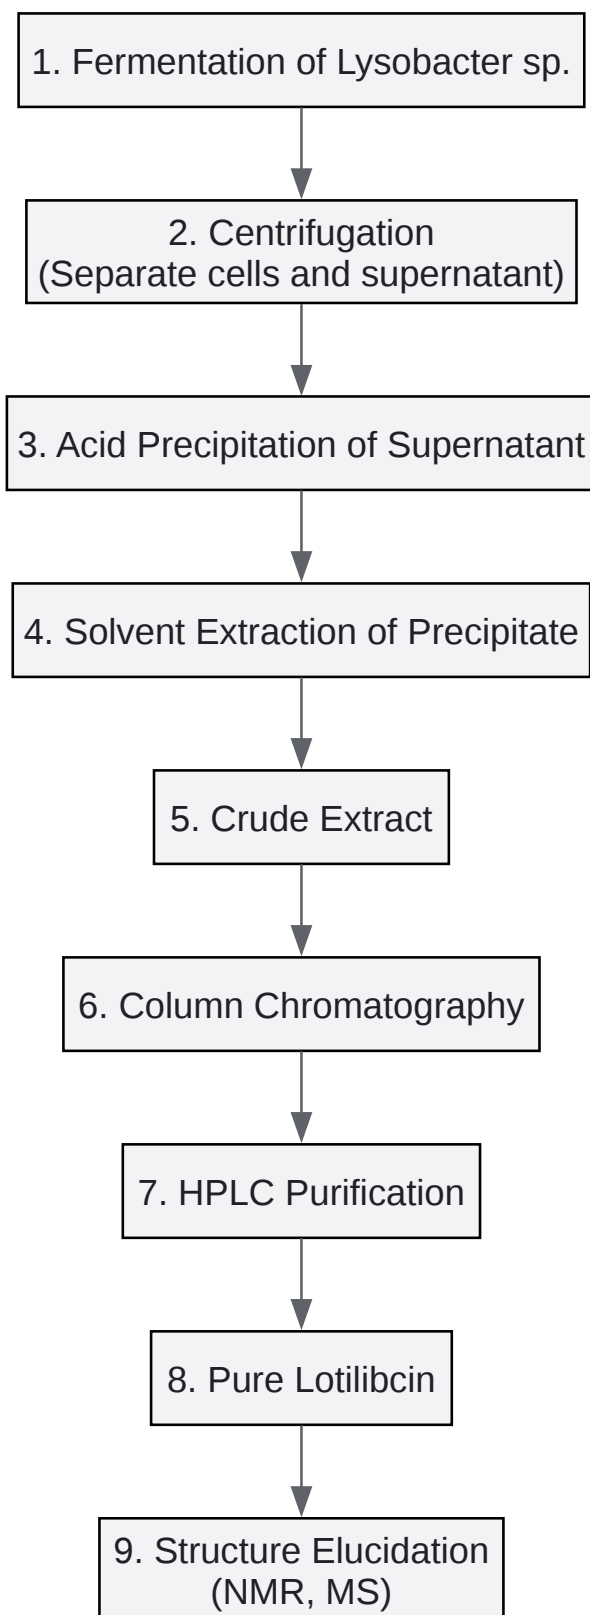 1. Fermentation of Lysobacter sp.
2. Centrifugation
(Separate cells and supernatant)
3. Acid Precipitation of Supernatant
4. Solvent Extraction of Precipitate
5. Crude Extract
6. Column Chromatography
7. HPLC Purification
8. Pure Lotilibcin
9. Structure Elucidation
(NMR, MS)